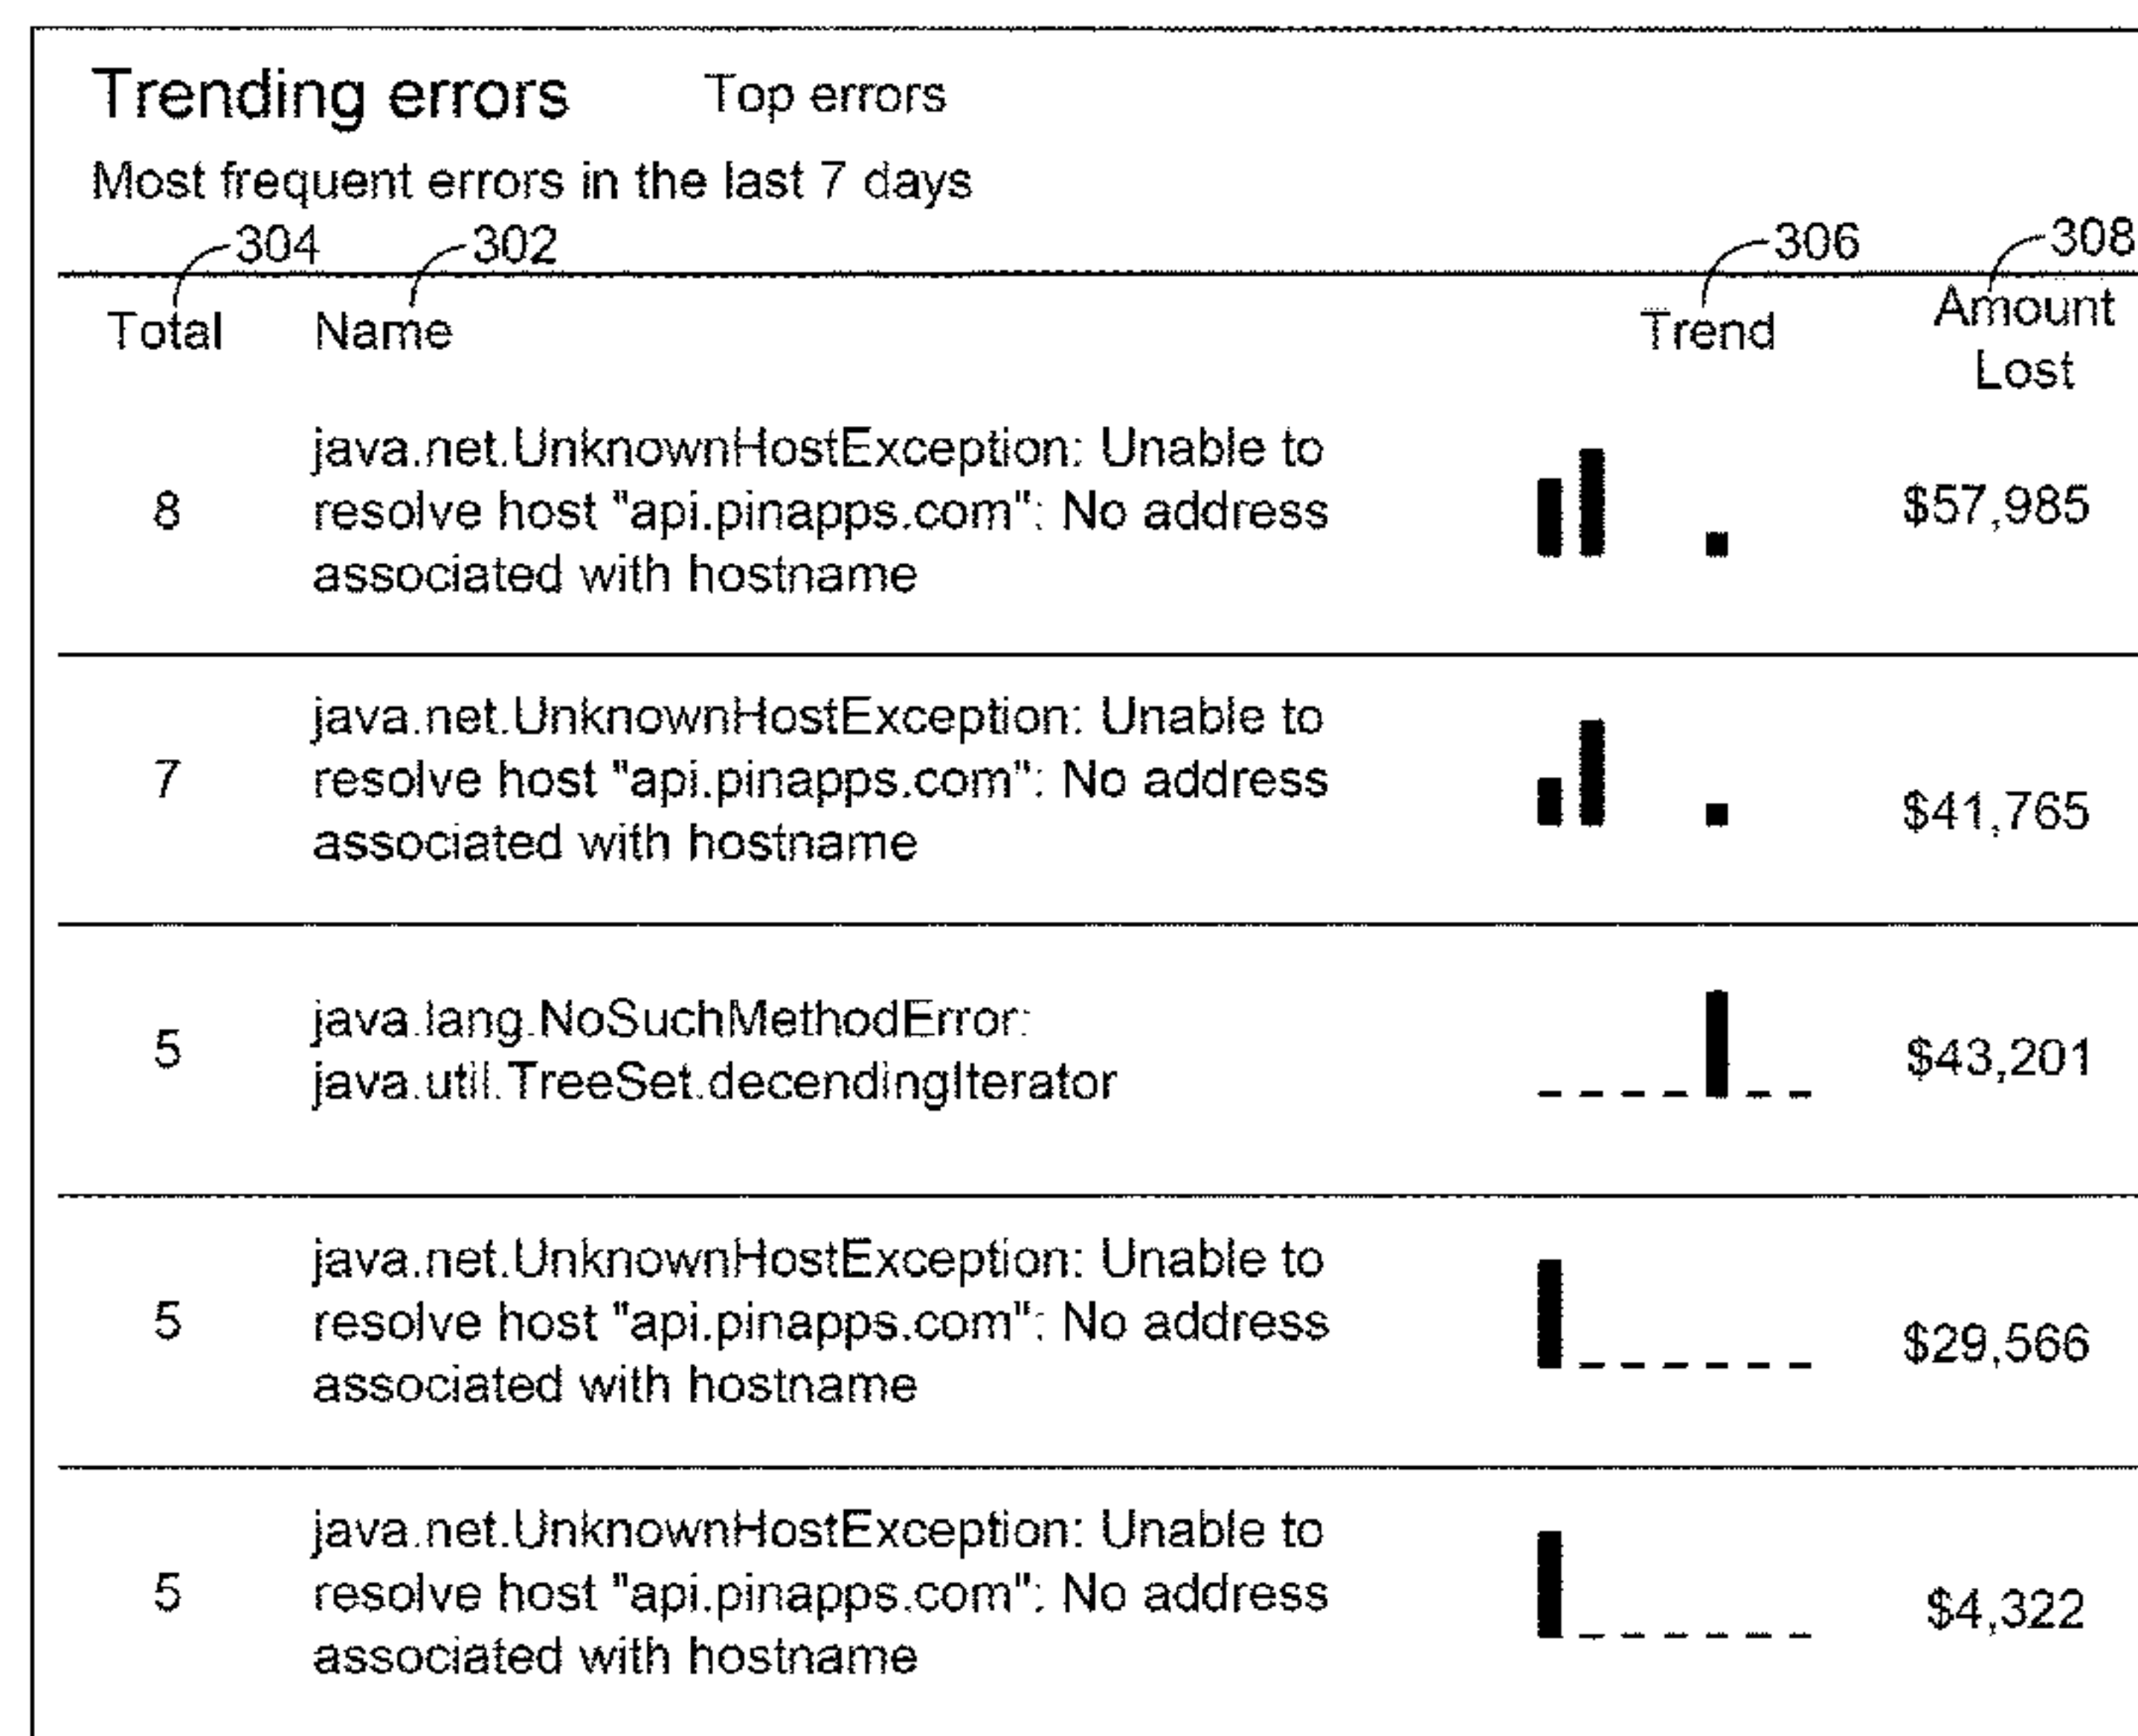 Trending errors Top errors
Most frequent errors in the last 7 days
304 302 306 308
Total Name Trend Amount
Lost
java.net.UnknownHostException: Unable to
8 resolve host "api.pinapps.com": No address $57,985
associated with hostname
java.net.UnknownHostException: Unable to
7 resolve host "api.pinapps.com": No address $41,765
associated with hostname
java.lang.NoSuchMethodError:
5 $43,201
java.util.TreeSet.decendingIterator
java.net.UnknownHostException: Unable to
5 resolve host "api.pinapps.com": No address $29,566
associated with hostname
java.net.UnknownHostException: Unable to
5 resolve host "api.pinapps.com": No address $4,322
associated with hostname